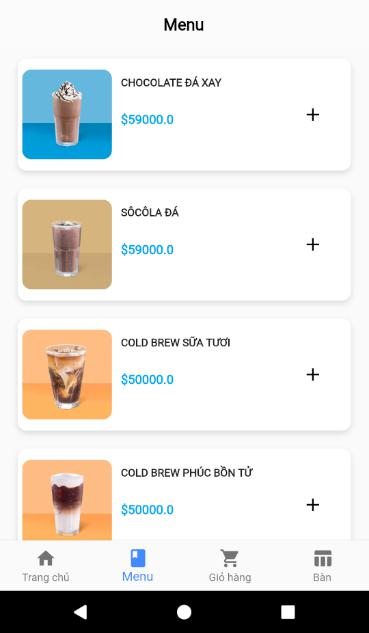 Menu
CHOCOLATE ĐÁ XAY
$59000.0
SÔCÔLA ĐÁ
$59000.0
COLD BREW SỮA TƯƠI
$50000.0
COLD BREW PHÚC BỒN TỬ
$50000.0
Trang chủ Menu Giỏ hàng Bàn